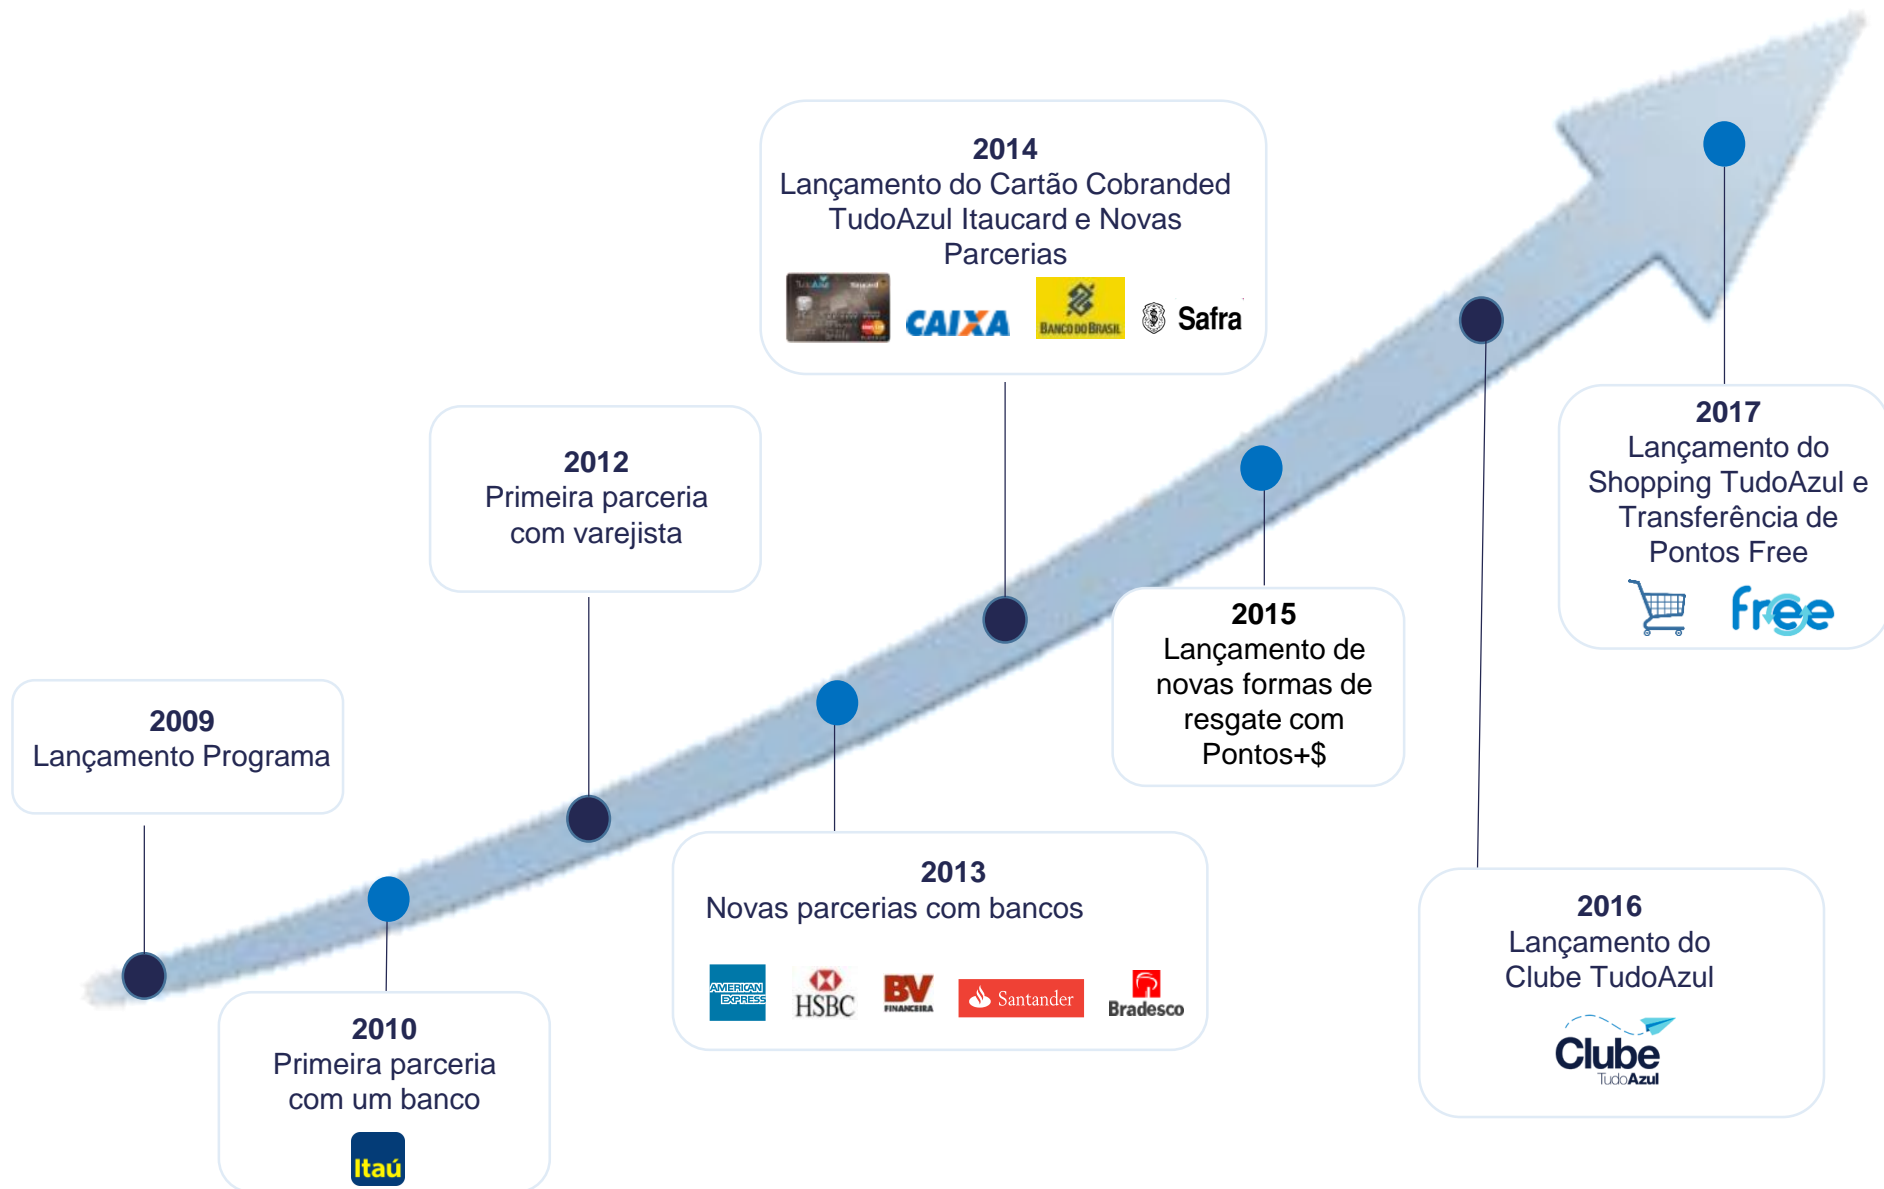 2009
Lançamento Programa
2010
Primeira parceria
com um banco
Itaú
2012
Primeira parceria
com varejista
2013
Novas parcerias com bancos
AMERICAN
EXPRESS
HSBC
BV
FINANCEIRA
Santander
Bradesco
2014
Lançamento do Cartão Cobranded
TudoAzul Itaucard e Novas
Parcerias
TudoAzul Itaucard
CAIXA
BANCO DO BRASIL
Safra
2015
Lançamento de
novas formas de
resgate com
Pontos+$
2016
Lançamento do
Clube TudoAzul
Clube
TudoAzul
2017
Lançamento do
Shopping TudoAzul e
Transferência de
Pontos Free
free